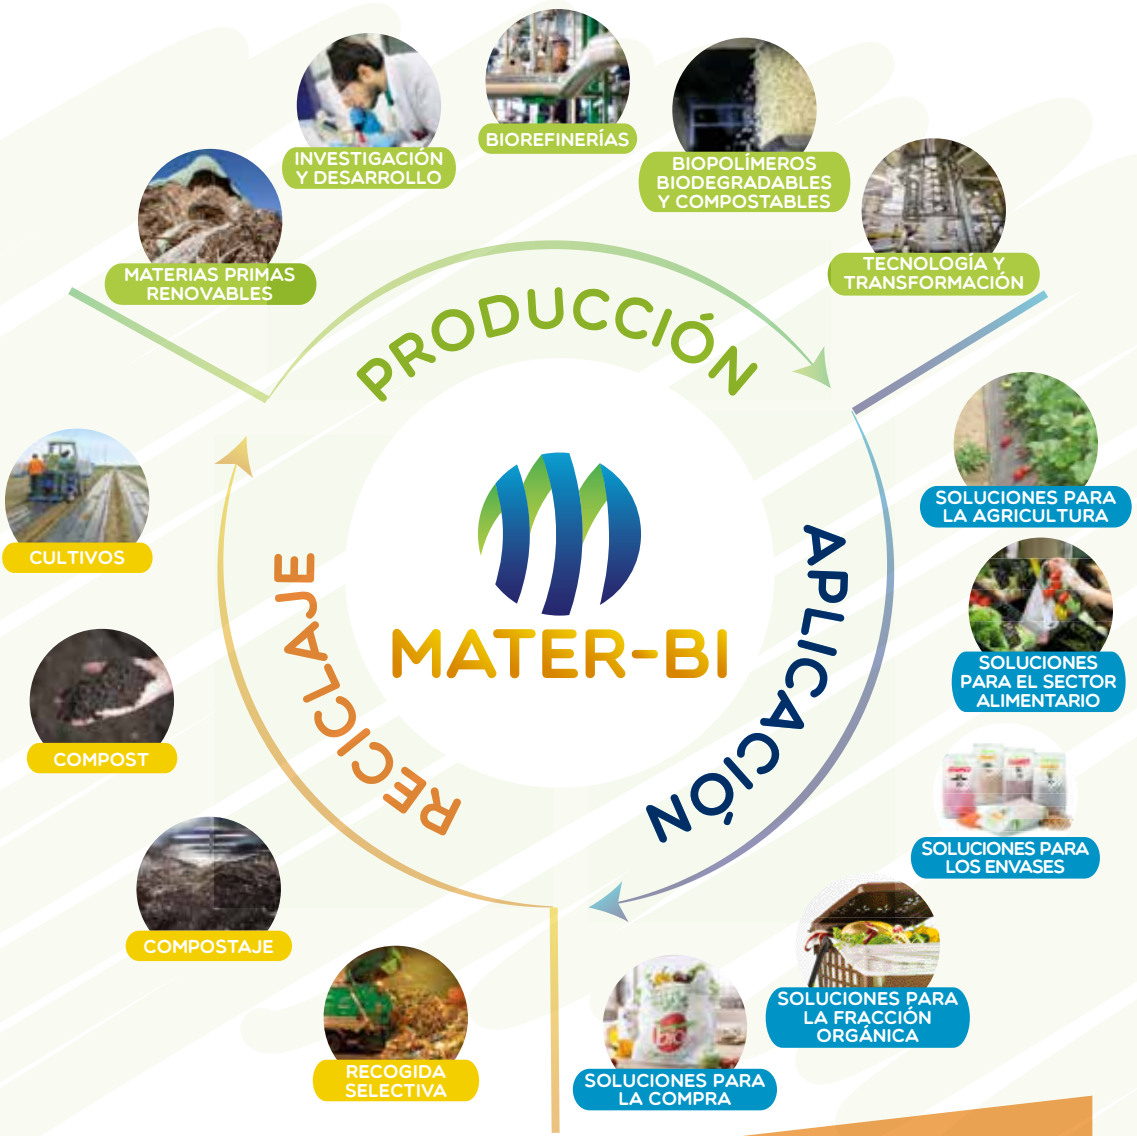 BIOREFINERÍAS
INVESTIGACIÓN
Y DESARROLLO
BIOPOLÍMEROS
BIODEGRADABLES
Y COMPOSTABLES
MATERIAS PRIMAS
RENOVABLES
TECNOLOGÍA Y
TRANSFORMACIÓN
PRODUCCIÓN
SOLUCIONES PARA
LA AGRICULTURA
SOLUCIONES
PARA EL SECTOR
ALIMENTARIO
SOLUCIONES PARA
LOS ENVASES
SOLUCIONES PARA
LA FRACCIÓN
ORGÁNICA
SOLUCIONES PARA
LA COMPRA
APLICACIÓN
RECOGIDA
SELECTIVA
COMPOSTAJE
COMPOST
CULTIVOS
RECICLAJE
MATER-BI
bio